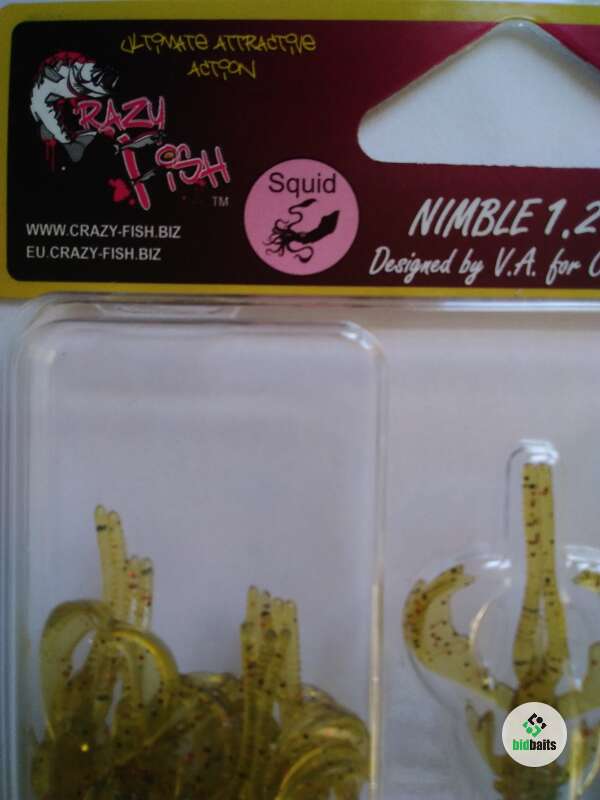 ULTIMATE ATTRACTIVE
ACTION
CRAZY
FISH
TM
Squid
WWW.CRAZY-FISH.BIZ
EU.CRAZY-FISH.BIZ
NIMBLE 1.2
Designed by V.A. for
bidbaits